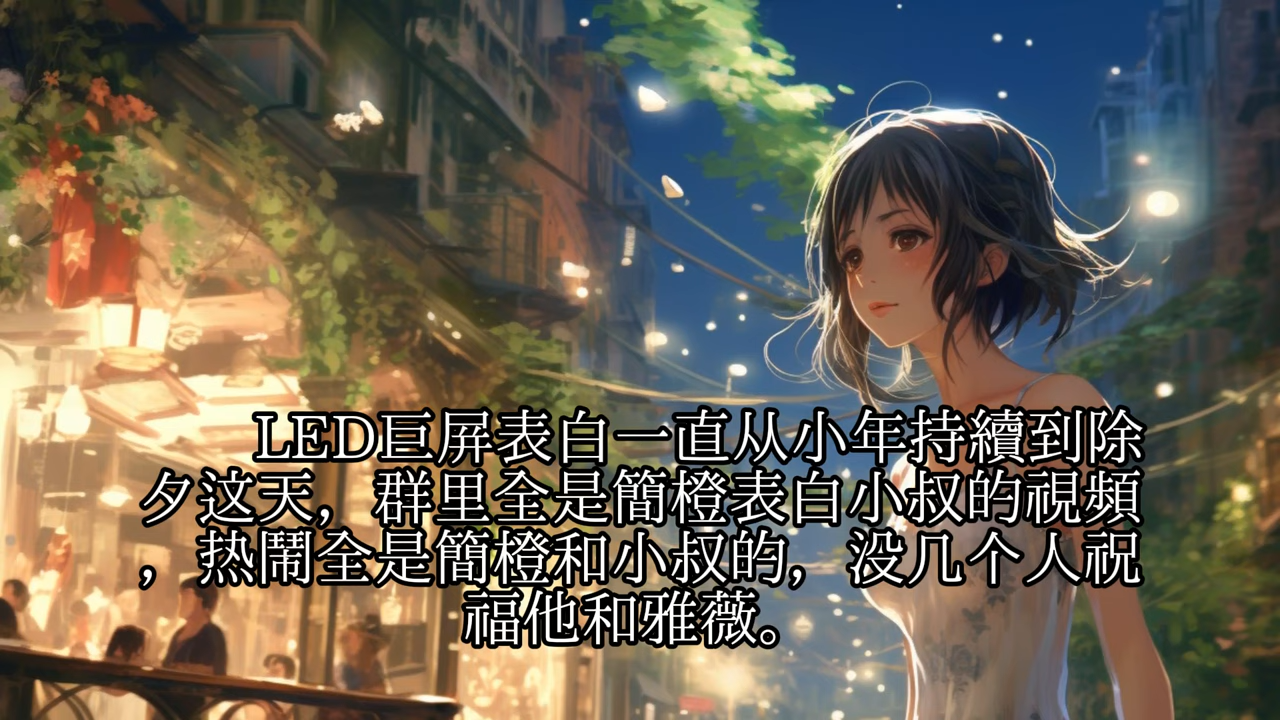 LED巨屏表白一直从小年持續到除
夕这天，群里全是簡橙表白小叔的視頻
，热鬧全是簡橙和小叔的，没几个人祝
福他和雅薇。